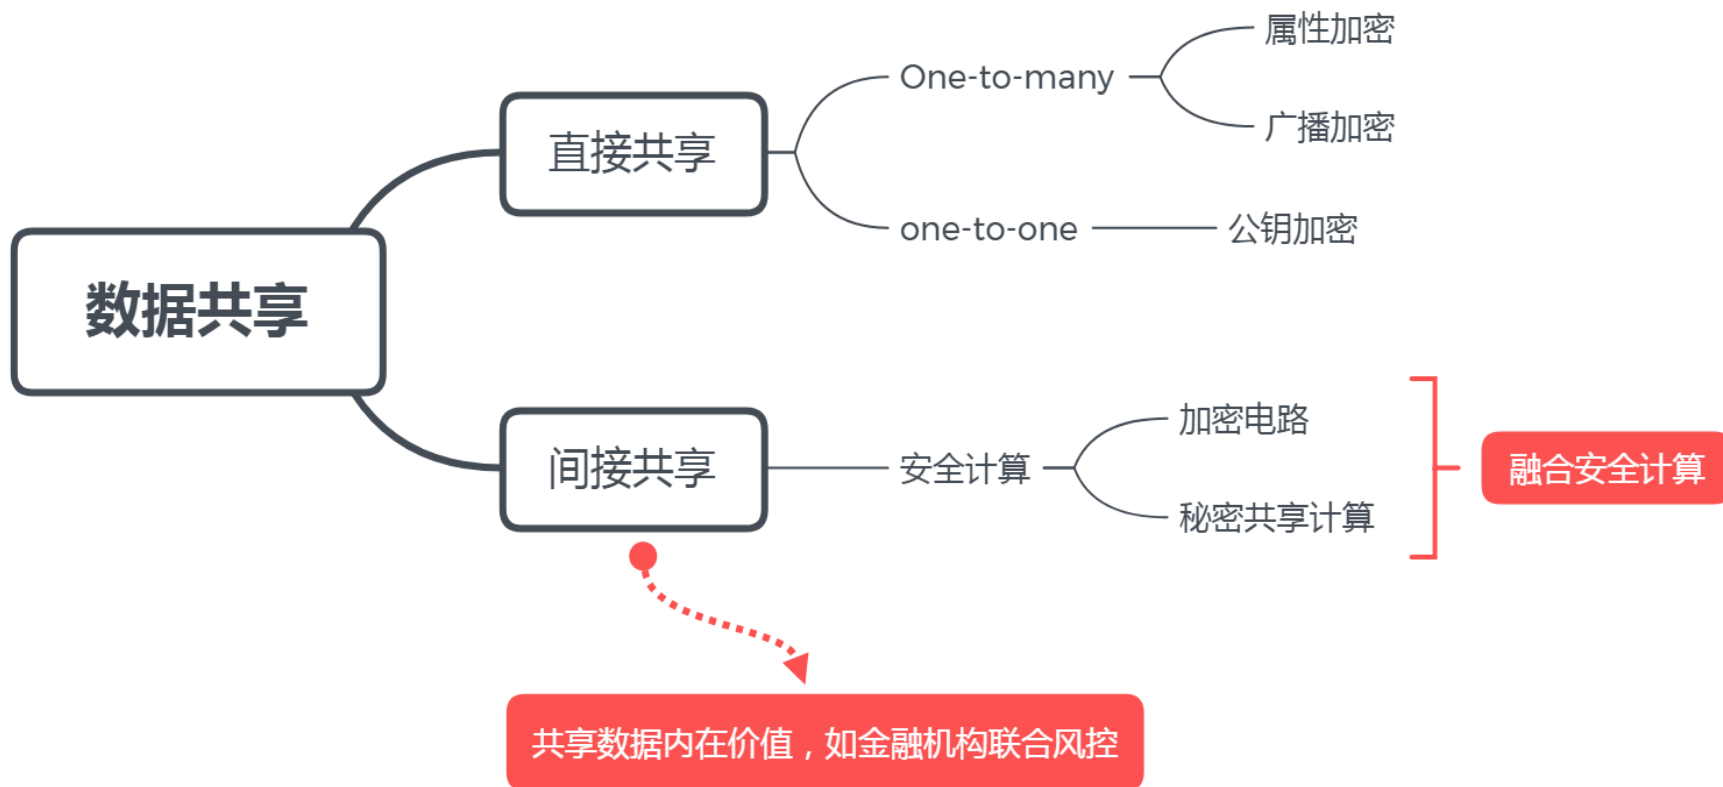 属性加密
One-to-many
广播加密
直接共享
one-to-one
公钥加密
数据共享
加密电路
间接共享
安全计算
融合安全计算
秘密共享计算
共享数据内在价值，如金融机构联合风控